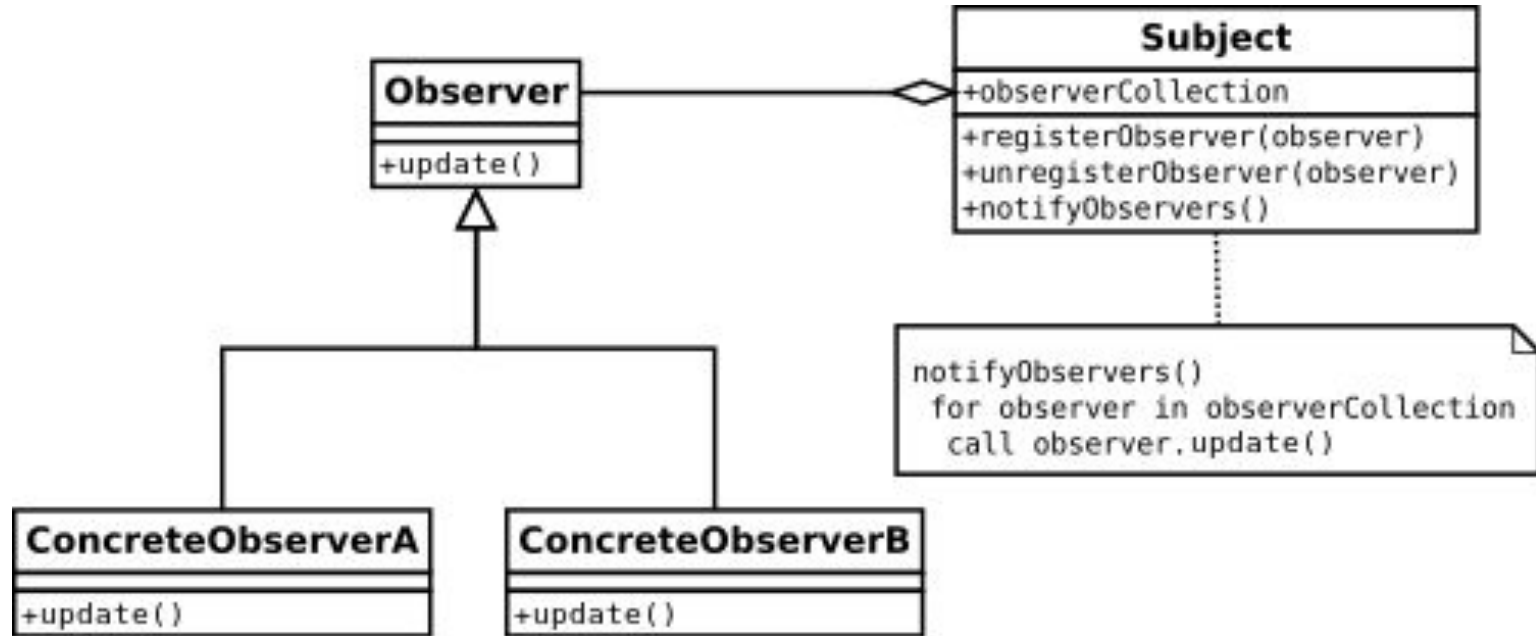 Observer
+update()
Subject
+observerCollection
+registerObserver(observer)
+unregisterObserver(observer)
+notifyObservers()
notifyObservers()
for observer in observerCollection
call observer.update()
ConcreteObserverA
+update()
ConcreteObserverB
+update()